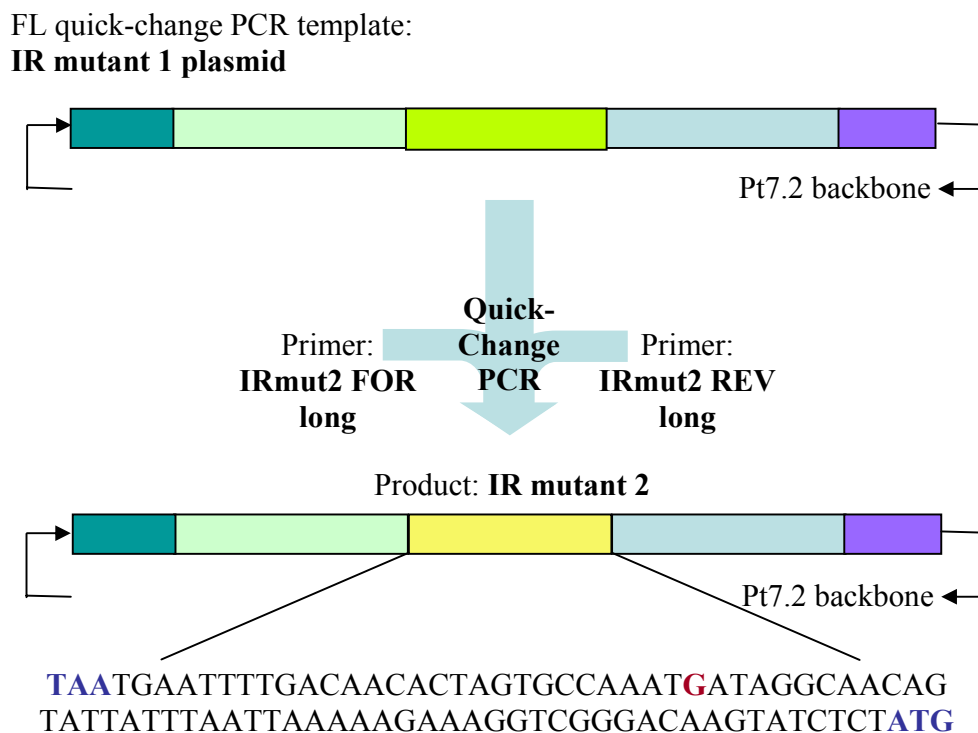 FL quick-change PCR template:
IR mutant 1 plasmid
Pt7.2 backbone
Quick-
Change
PCR
Primer:
IRmut2 FOR
long
Primer:
IRmut2 REV
long
Product: IR mutant 2
Pt7.2 backbone
TAATGAATTTTGACAACACTAGTGCCAAATGATAGGCAACAG
TATTATTTAATTAAAAAGAAAGGTCGGGACAAGTATCTCTATG